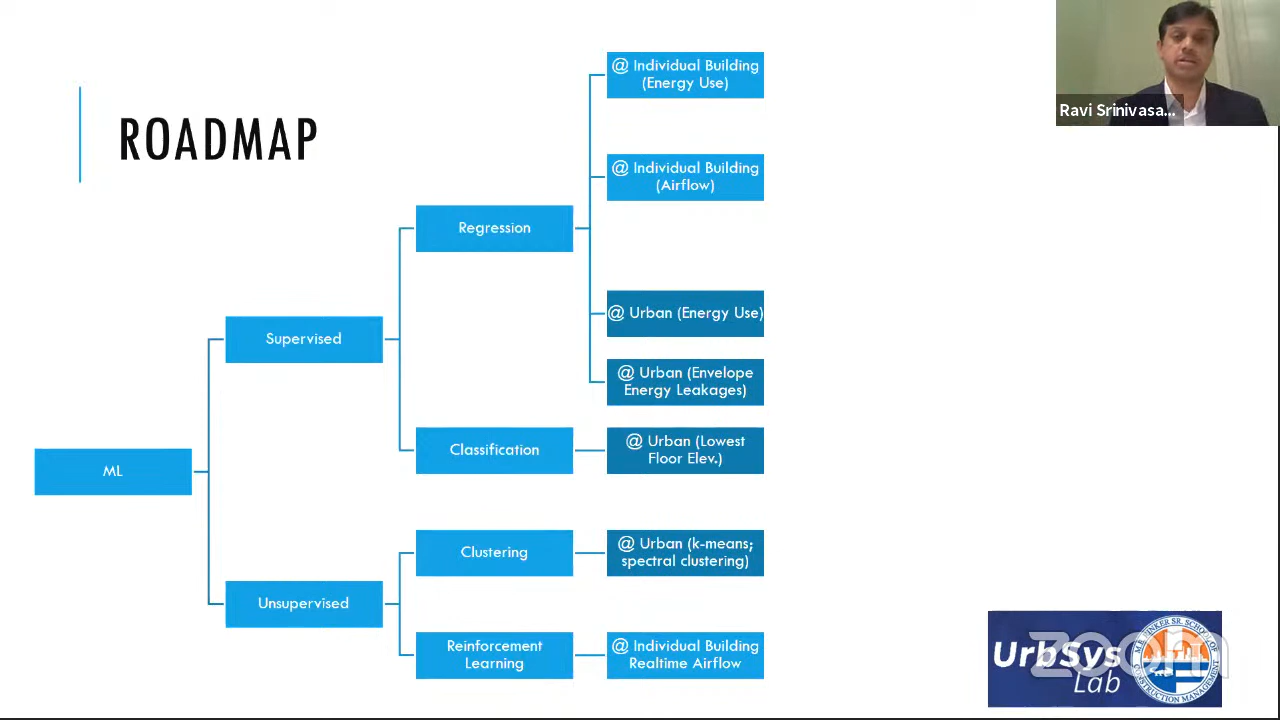 ROADMAP
ML
Supervised
Unsupervised
Regression
Classification
Clustering
Reinforcement
Learning
@ Individual Building
(Energy Use)
@ Individual Building
(Airflow)
@ Urban (Energy Use)
@ Urban (Envelope
Energy Leakages)
@ Urban (Lowest
Floor Elev.)
@ Urban (k-means;
spectral clustering)
@ Individual Building
Realtime Airflow
Ravi Srinivasa...
UrbSys
Lab
zoom
CONSTRUCTION MANAGEMENT